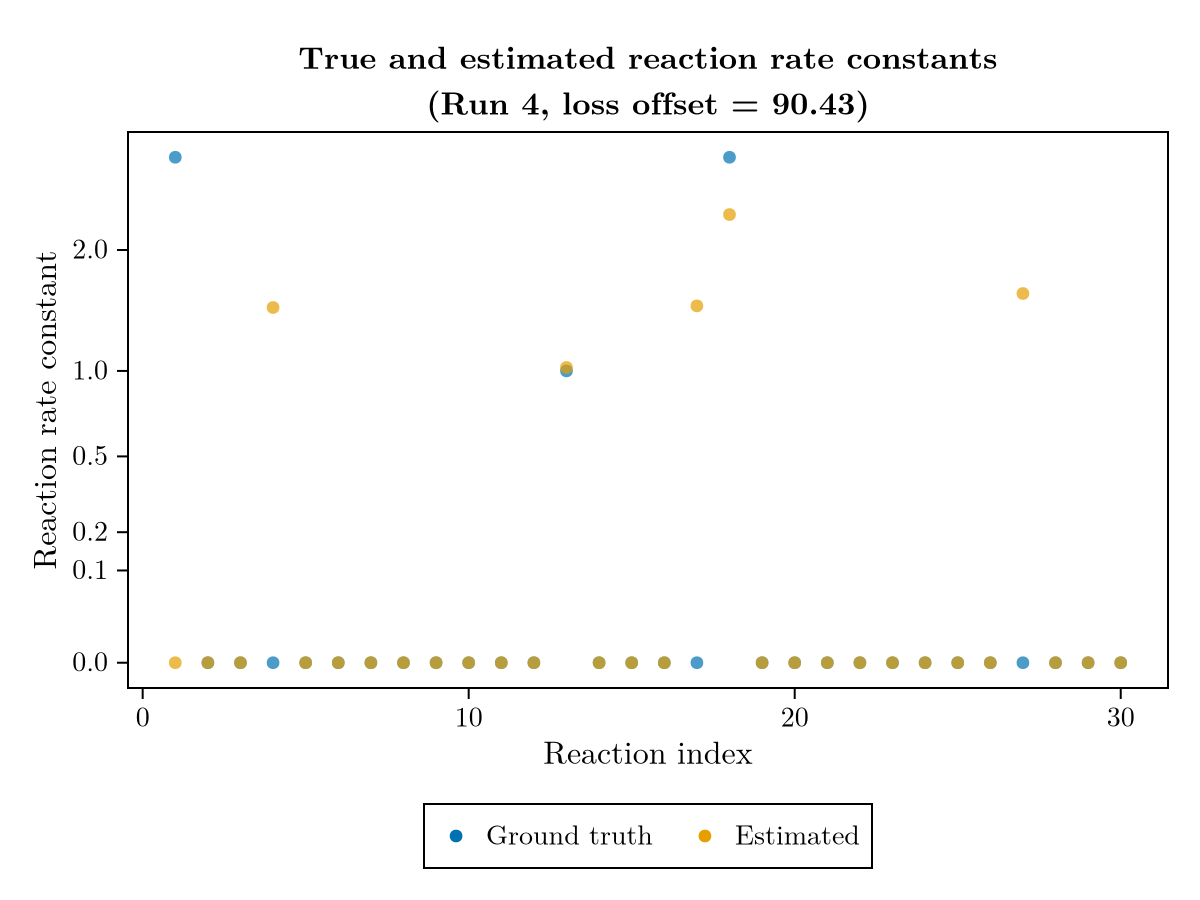 True and estimated reaction rate constants
(Run 4, loss offset = 90.43)
Reaction rate constant
2.0
1.0
0.5
0.2
0.1
0.0
0
10
20
30
Reaction index
Ground truth
Estimated